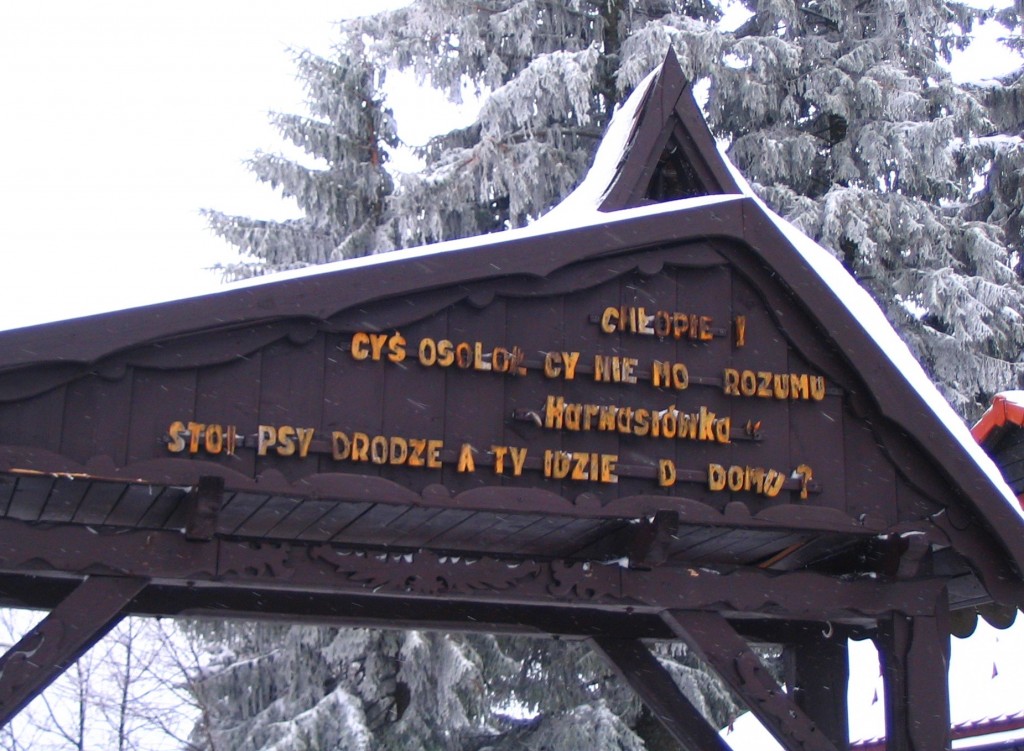 CHŁOPIE !
CYŚ OSOLOŁ CY NIE MO ROZUMU
„Harnasiówka“
STOI PSY DRODZE A TY IDZIE D DOMU ?